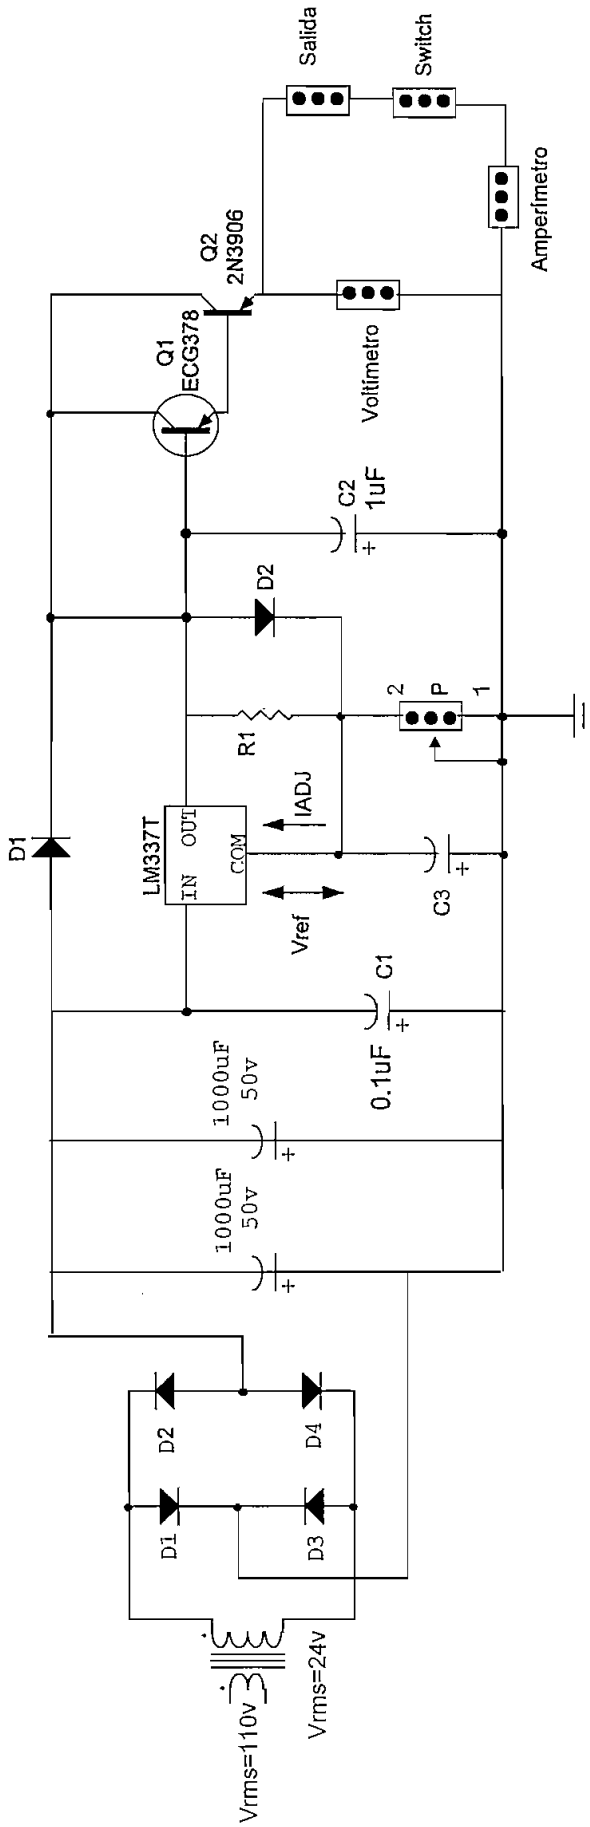 Vrms=110v
Vrms=24v
D1
D2
D3
D4
1000uF
50v
+
1000uF
50v
+
0.1uF
C1
+
D1
LM337T
IN
OUT
COM
Vref
IADJ
C3
+
R1
2
P
1
D2
C2
1uF
+
Q1
ECG378
Q2
2N3906
Voltímetro
Salida
Switch
Amperímetro